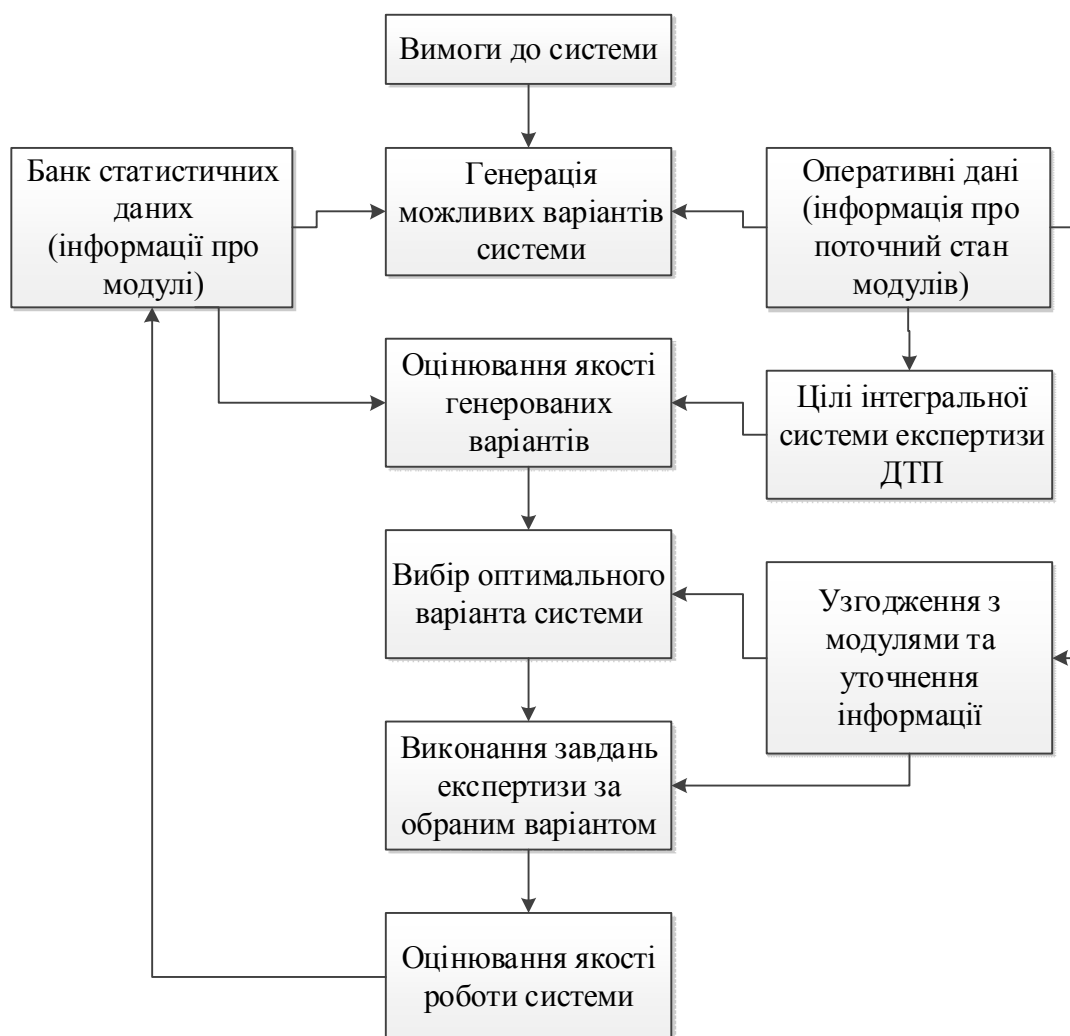 Вимоги до системи
Банк статистичних
даних
(інформації про
модулі)
Генерація
можливих варіантів
системи
Оперативні дані
(інформація про
поточний стан
модулів)
Оцінювання якості
генерованих
варіантів
Цілі інтегральної
системи експертизи
ДТП
Вибір оптимального
варіанта системи
Узгодження з
модулями та
уточнення
інформації
Виконання завдань
експертизи за
обраним варіантом
Оцінювання якості
роботи системи